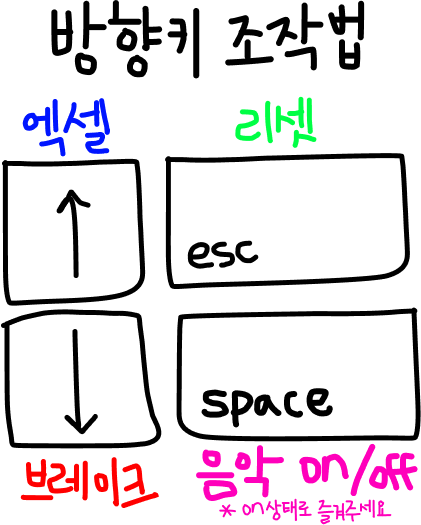 방향키 조작법
엑셀 리셋
↑ esc
↓ space
브레이크 음악 on/off
* on상태로 즐겨주세요